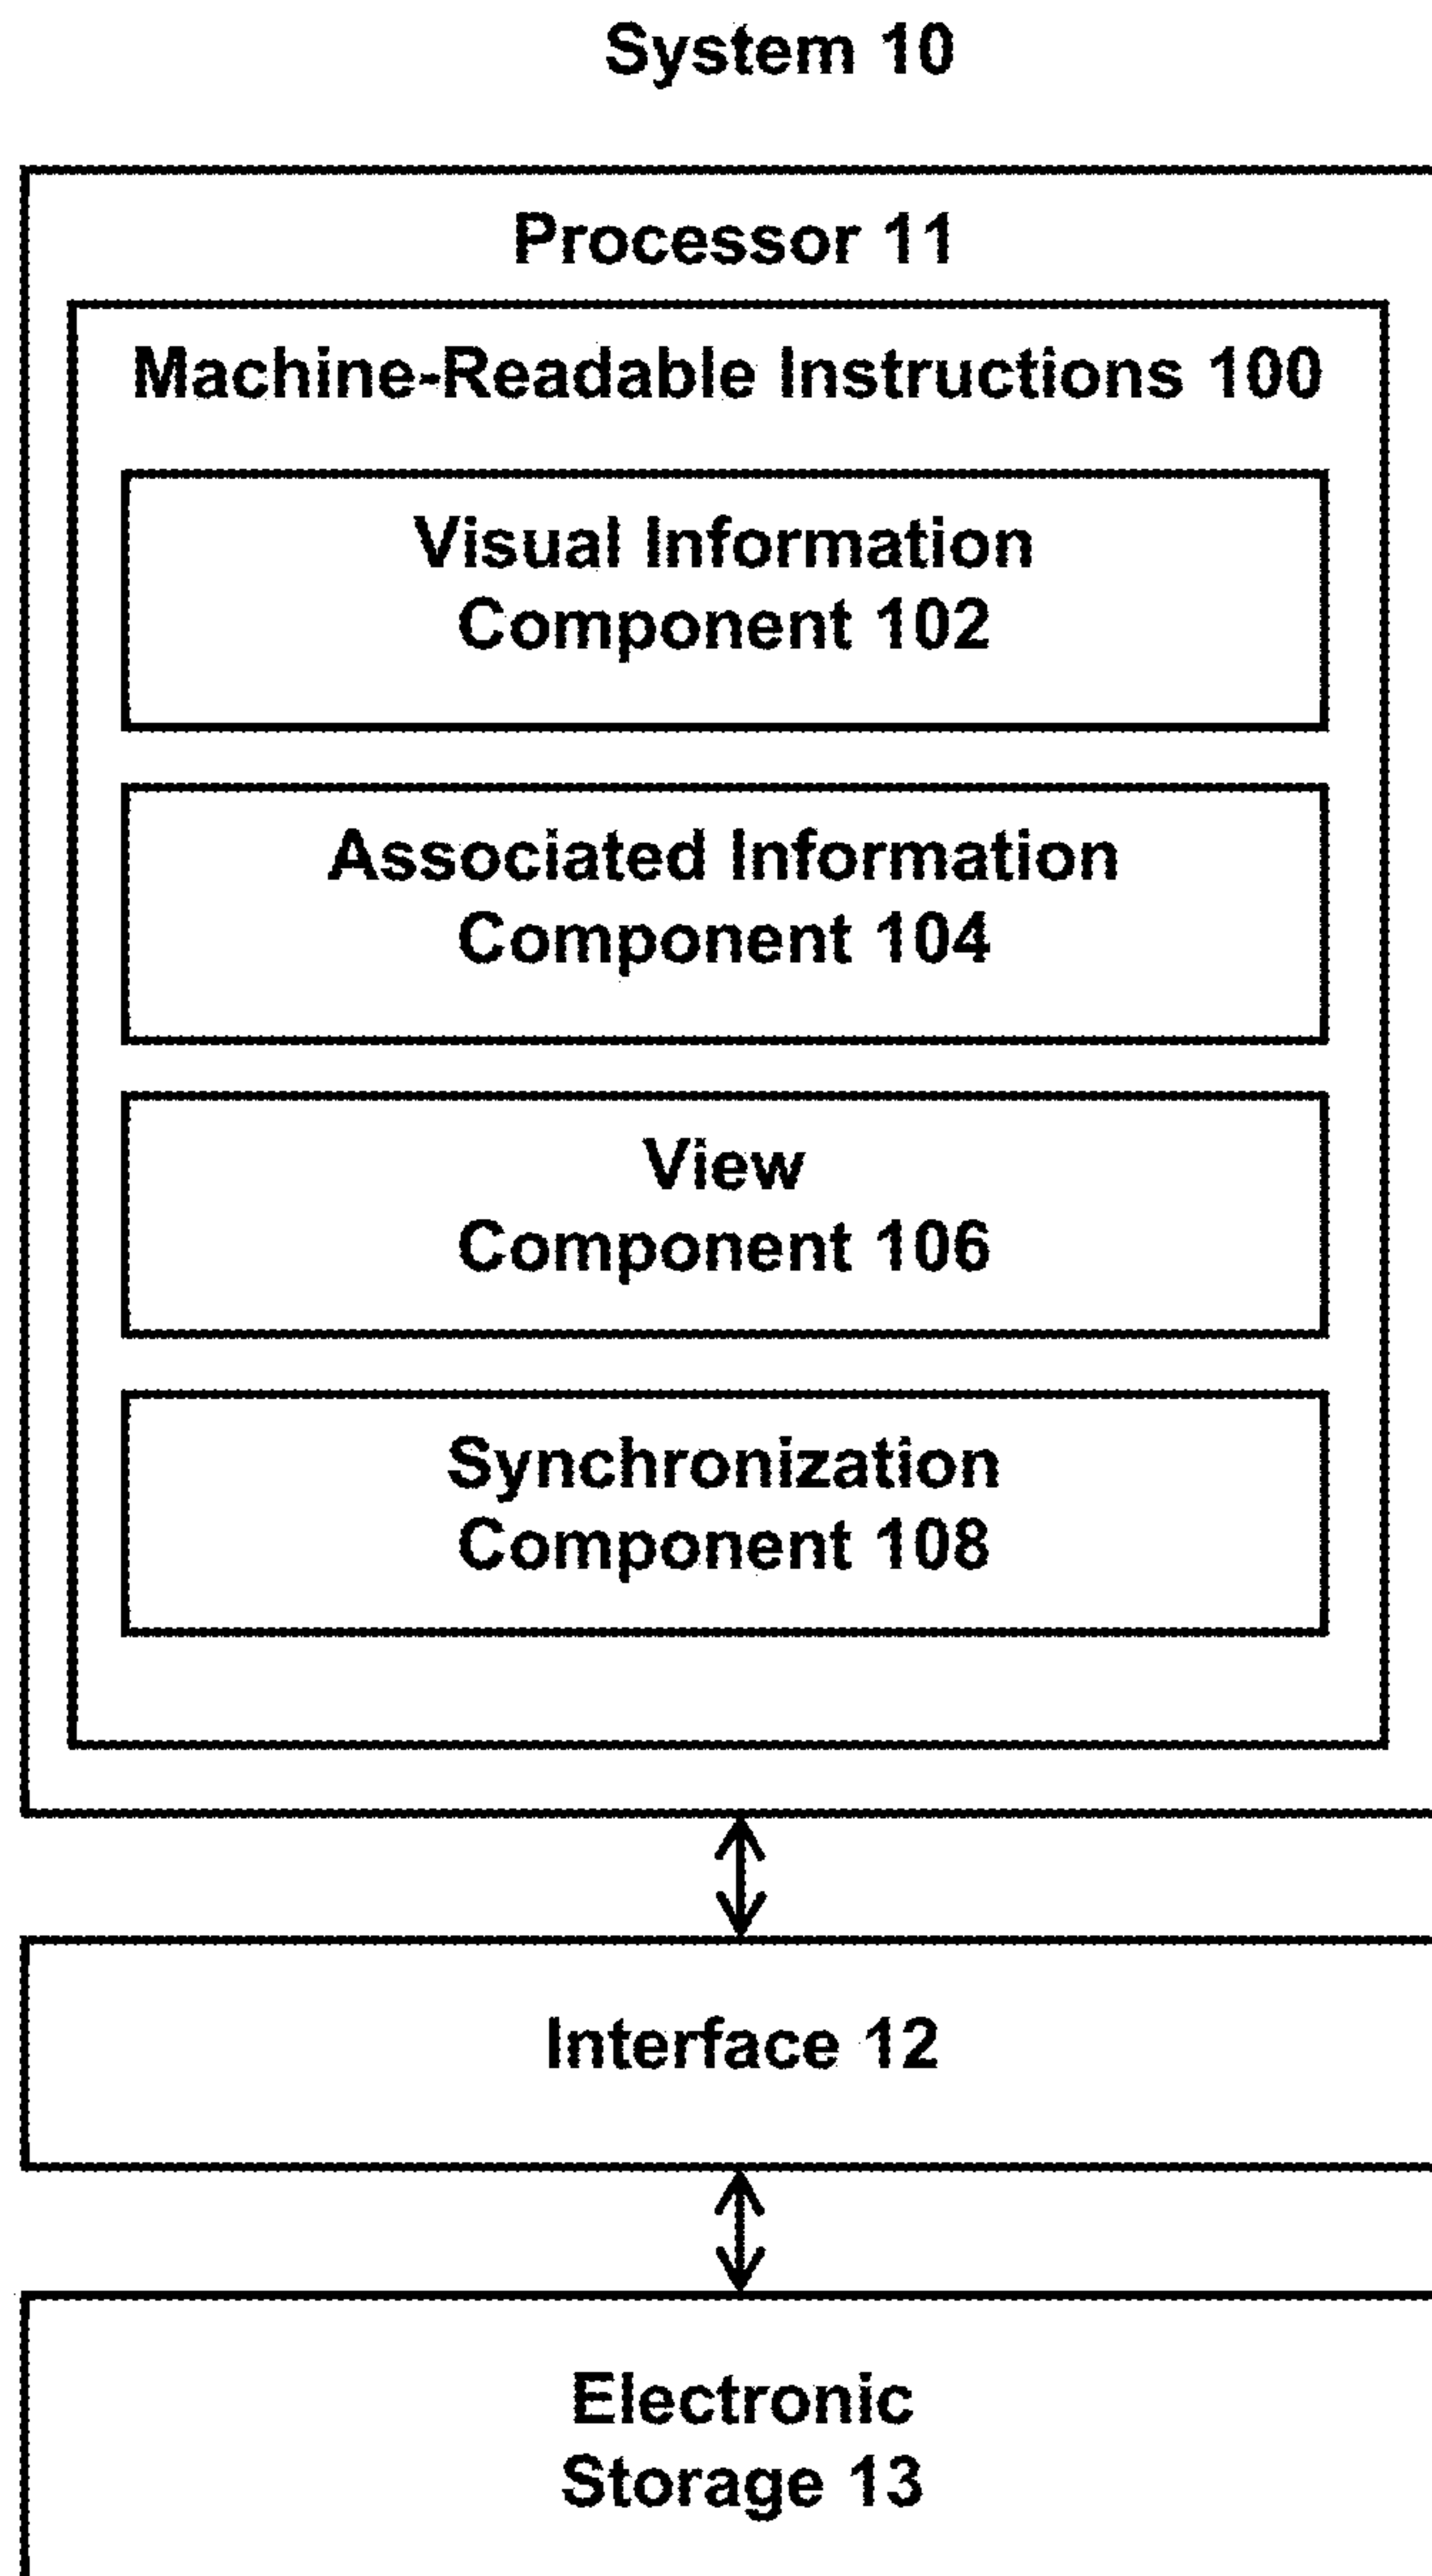 System 10
Processor 11
Machine-Readable Instructions 100
Visual Information
Component 102
Associated Information
Component 104
View
Component 106
Synchronization
Component 108
Interface 12
Electronic
Storage 13